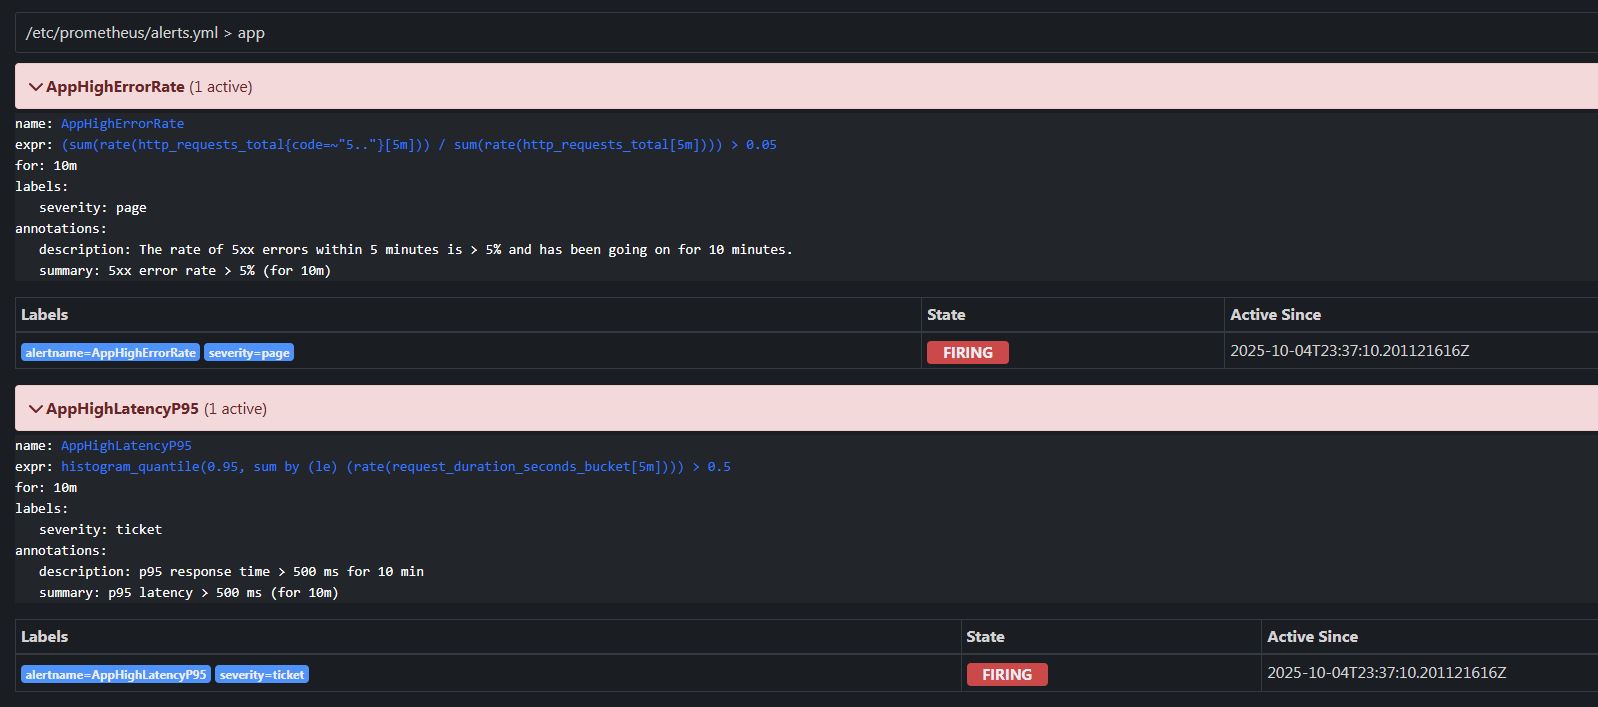 /etc/prometheus/alerts.yml > app
AppHighErrorRate (1 active)
name: AppHighErrorRate
expr: (sum(rate(http_requests_total{code=~"5.."}[5m])) / sum(rate(http_requests_total[5m]))) > 0.05
for: 10m
labels:
severity: page
annotations:
description: The rate of 5xx errors within 5 minutes is > 5% and has been going on for 10 minutes.
summary: 5xx error rate > 5% (for 10m)
Labels State Active Since
alertname=AppHighErrorRate severity=page FIRING 2025-10-04T23:37:10.201121616Z
AppHighLatencyP95 (1 active)
name: AppHighLatencyP95
expr: histogram_quantile(0.95, sum by (le) (rate(request_duration_seconds_bucket[5m]))) > 0.5
for: 10m
labels:
severity: ticket
annotations:
description: p95 response time > 500 ms for 10 min
summary: p95 latency > 500 ms (for 10m)
Labels State Active Since
alertname=AppHighLatencyP95 severity=ticket FIRING 2025-10-04T23:37:10.201121616Z